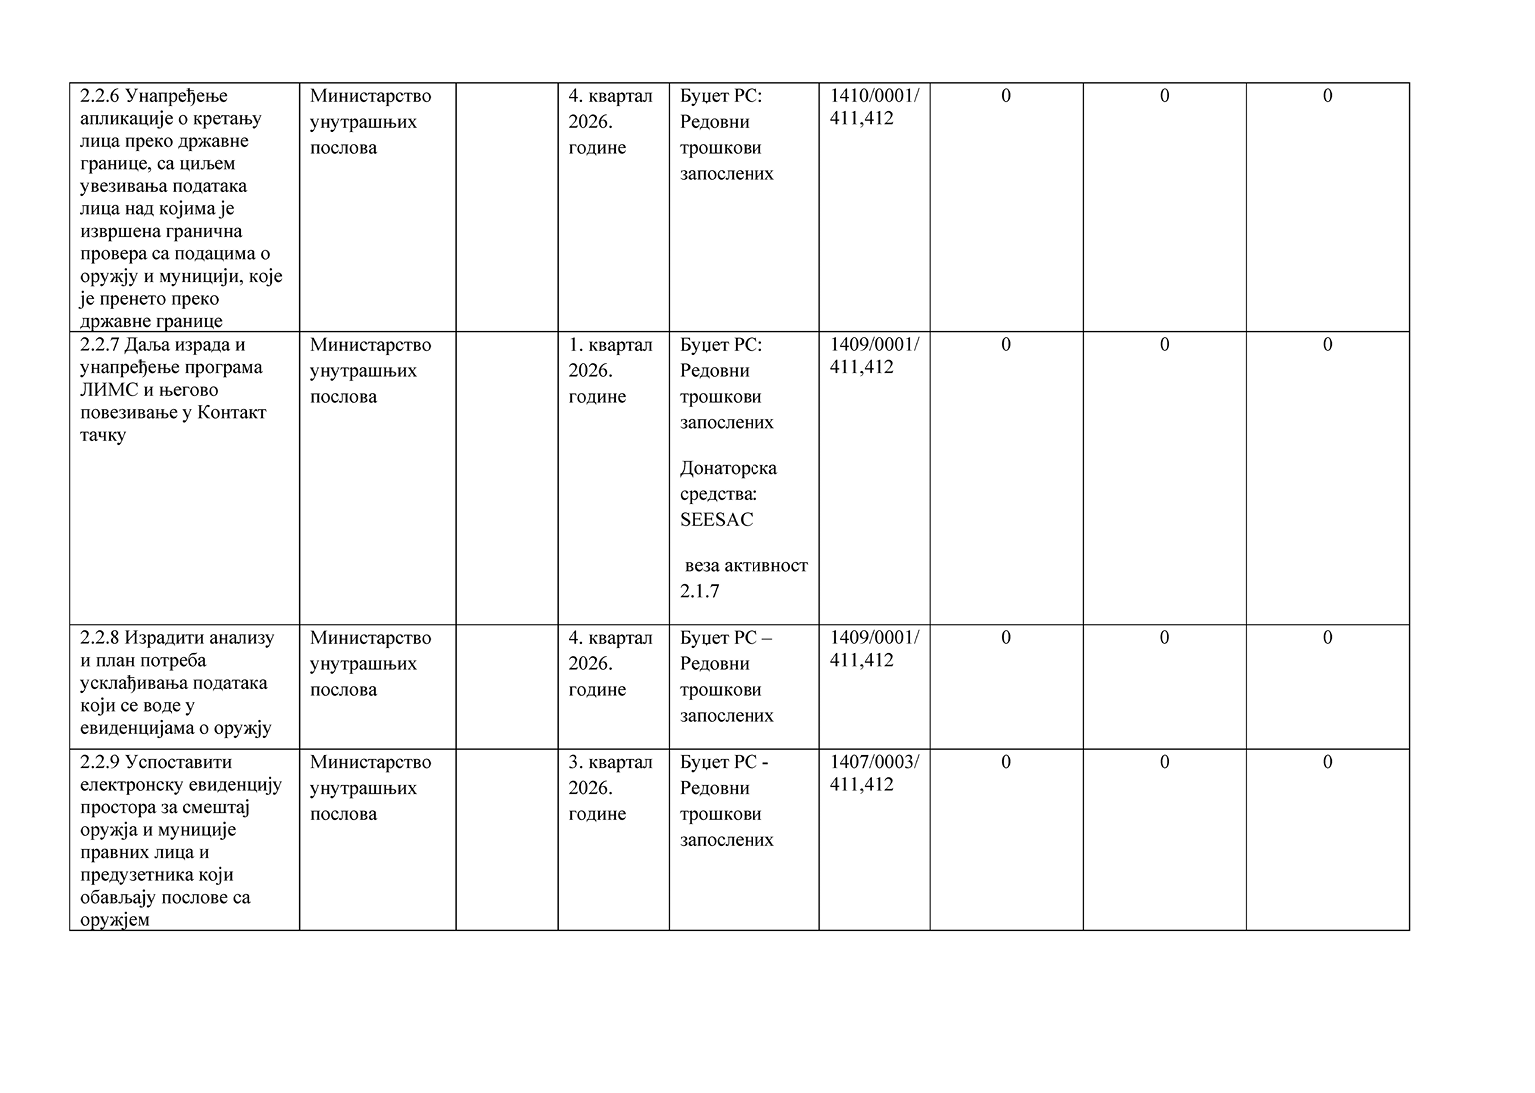 2.2.6 Унапређење
апликације о кретању
лица преко државне
границе, са циљем
увезивања података
лица над којима је
извршена гранична
провера са подацима о
оружју и муницији, које
је пренето преко
државне границе
Министарство
унутрашњих
послова
4. квартал
2026.
године
Буџет РС:
Редовни
трошкови
запослених
1410/0001/
411,412
0
0
0
2.2.7 Даља израда и
унапређење програма
ЛИМС и његово
повезивање у Контакт
тачку
Министарство
унутрашњих
послова
1. квартал
2026.
године
Буџет РС:
Редовни
трошкови
запослених
Донаторска
средства:
SEESAC
веза активност
2.1.7
1409/0001/
411,412
0
0
0
2.2.8 Израдити анализу
и план потреба
усклађивања података
који се воде у
евиденцијама о оружју
Министарство
унутрашњих
послова
4. квартал
2026.
године
Буџет РС –
Редовни
трошкови
запослених
1409/0001/
411,412
0
0
0
2.2.9 Успоставити
електронску евиденцију
простора за смештај
оружја и муниције
правних лица и
предузетника који
обављају послове са
оружјем
Министарство
унутрашњих
послова
3. квартал
2026.
године
Буџет РС -
Редовни
трошкови
запослених
1407/0003/
411,412
0
0
0